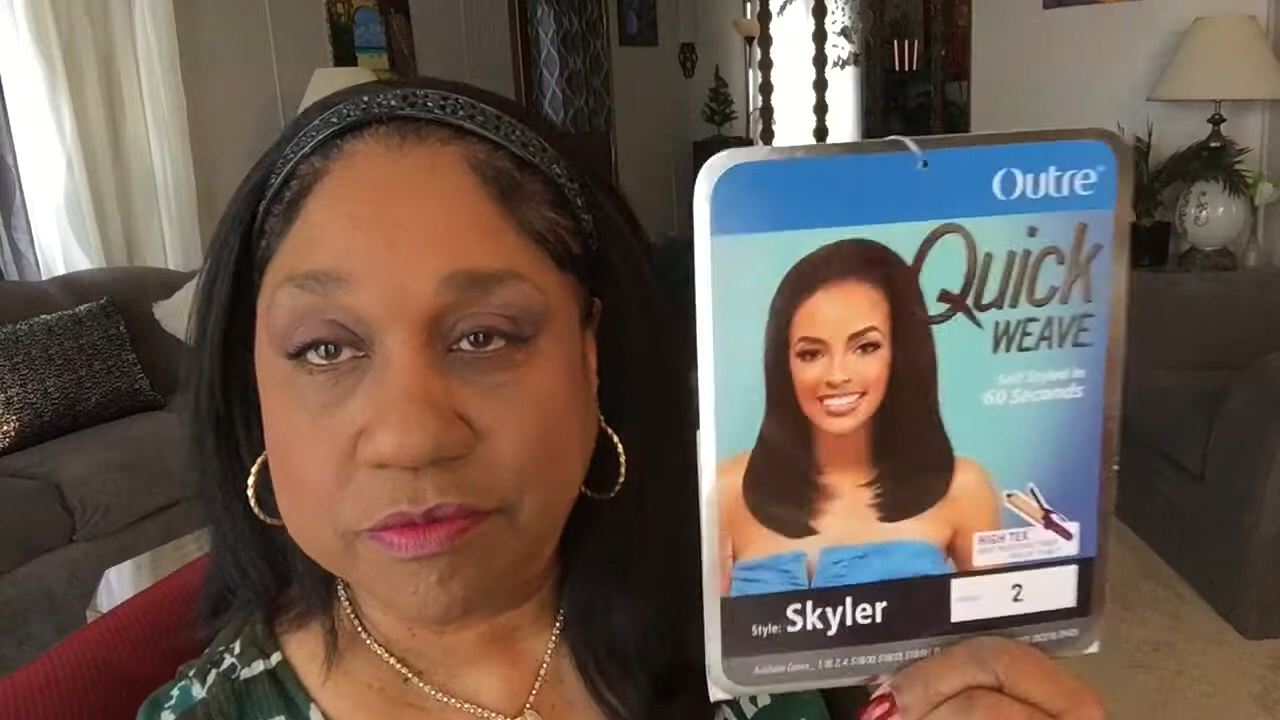 Outre
Quick
WEAVE
Self Styled in
60 Seconds
HIGH TEX
Style: Skyler
2